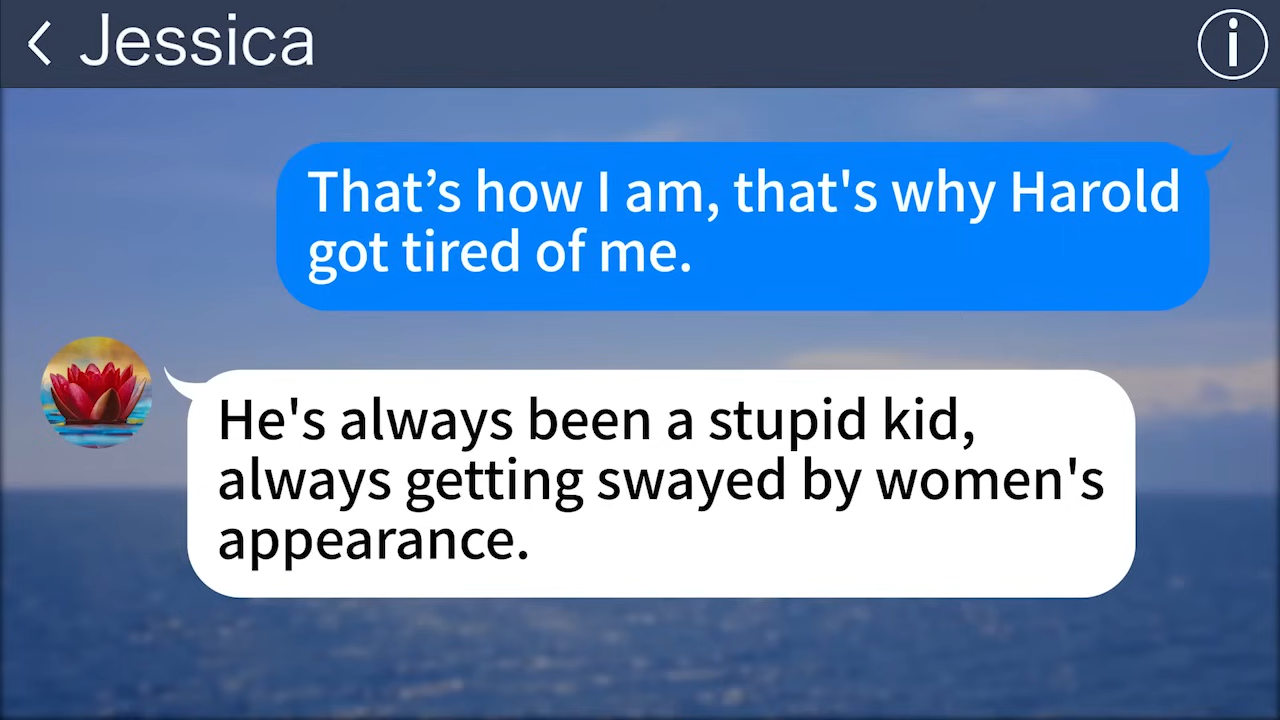 Jessica
That’s how I am, that's why Harold
got tired of me.
He's always been a stupid kid,
always getting swayed by women's
appearance.